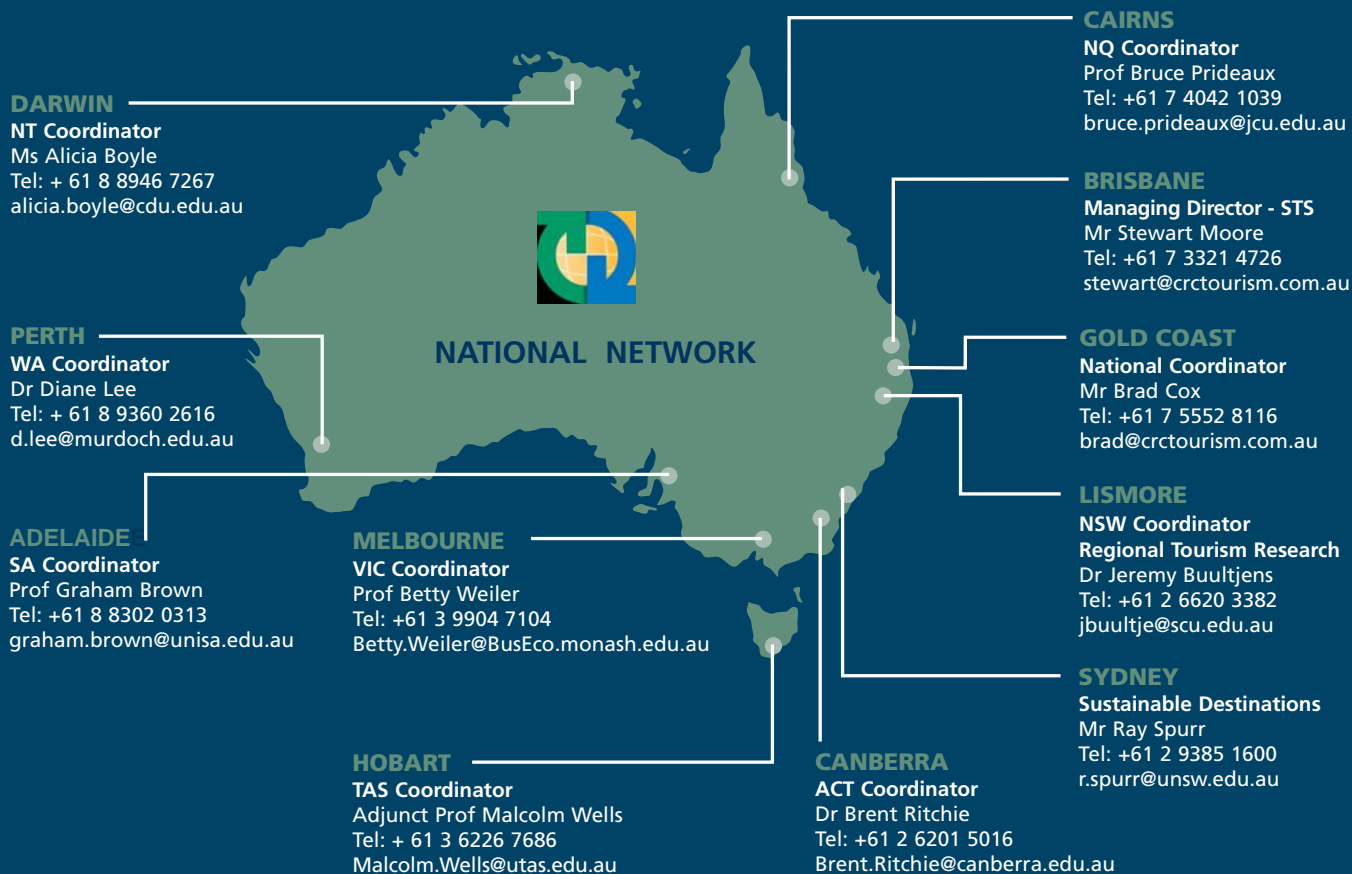 DARWIN
NT Coordinator
Ms Alicia Boyle
Tel: + 61 8 8946 7267
alicia.boyle@cdu.edu.au
PERTH
WA Coordinator
Dr Diane Lee
Tel: + 61 8 9360 2616
d.lee@murdoch.edu.au
ADELAIDE
SA Coordinator
Prof Graham Brown
Tel: +61 8 8302 0313
graham.brown@unisa.edu.au
NATIONAL NETWORK
MELBOURNE
VIC Coordinator
Prof Betty Weiler
Tel: +61 3 9904 7104
Betty.Weiler@BusEco.monash.edu.au
HOBART
TAS Coordinator
Adjunct Prof Malcolm Wells
Tel: + 61 3 6226 7686
Malcolm.Wells@utas.edu.au
CANBERRA
ACT Coordinator
Dr Brent Ritchie
Tel: +61 2 6201 5016
Brent.Ritchie@canberra.edu.au
CAIRNS
NQ Coordinator
Prof Bruce Prideaux
Tel: +61 7 4042 1039
bruce.prideaux@jcu.edu.au
BRISBANE
Managing Director - STS
Mr Stewart Moore
Tel: +61 7 3321 4726
stewart@crctourism.com.au
GOLD COAST
National Coordinator
Mr Brad Cox
Tel: +61 7 5552 8116
brad@crctourism.com.au
LISMORE
NSW Coordinator
Regional Tourism Research
Dr Jeremy Buultjens
Tel: +61 2 6620 3382
jbuultje@scu.edu.au
SYDNEY
Sustainable Destinations
Mr Ray Spurr
Tel: +61 2 9385 1600
r.spurr@unsw.edu.au